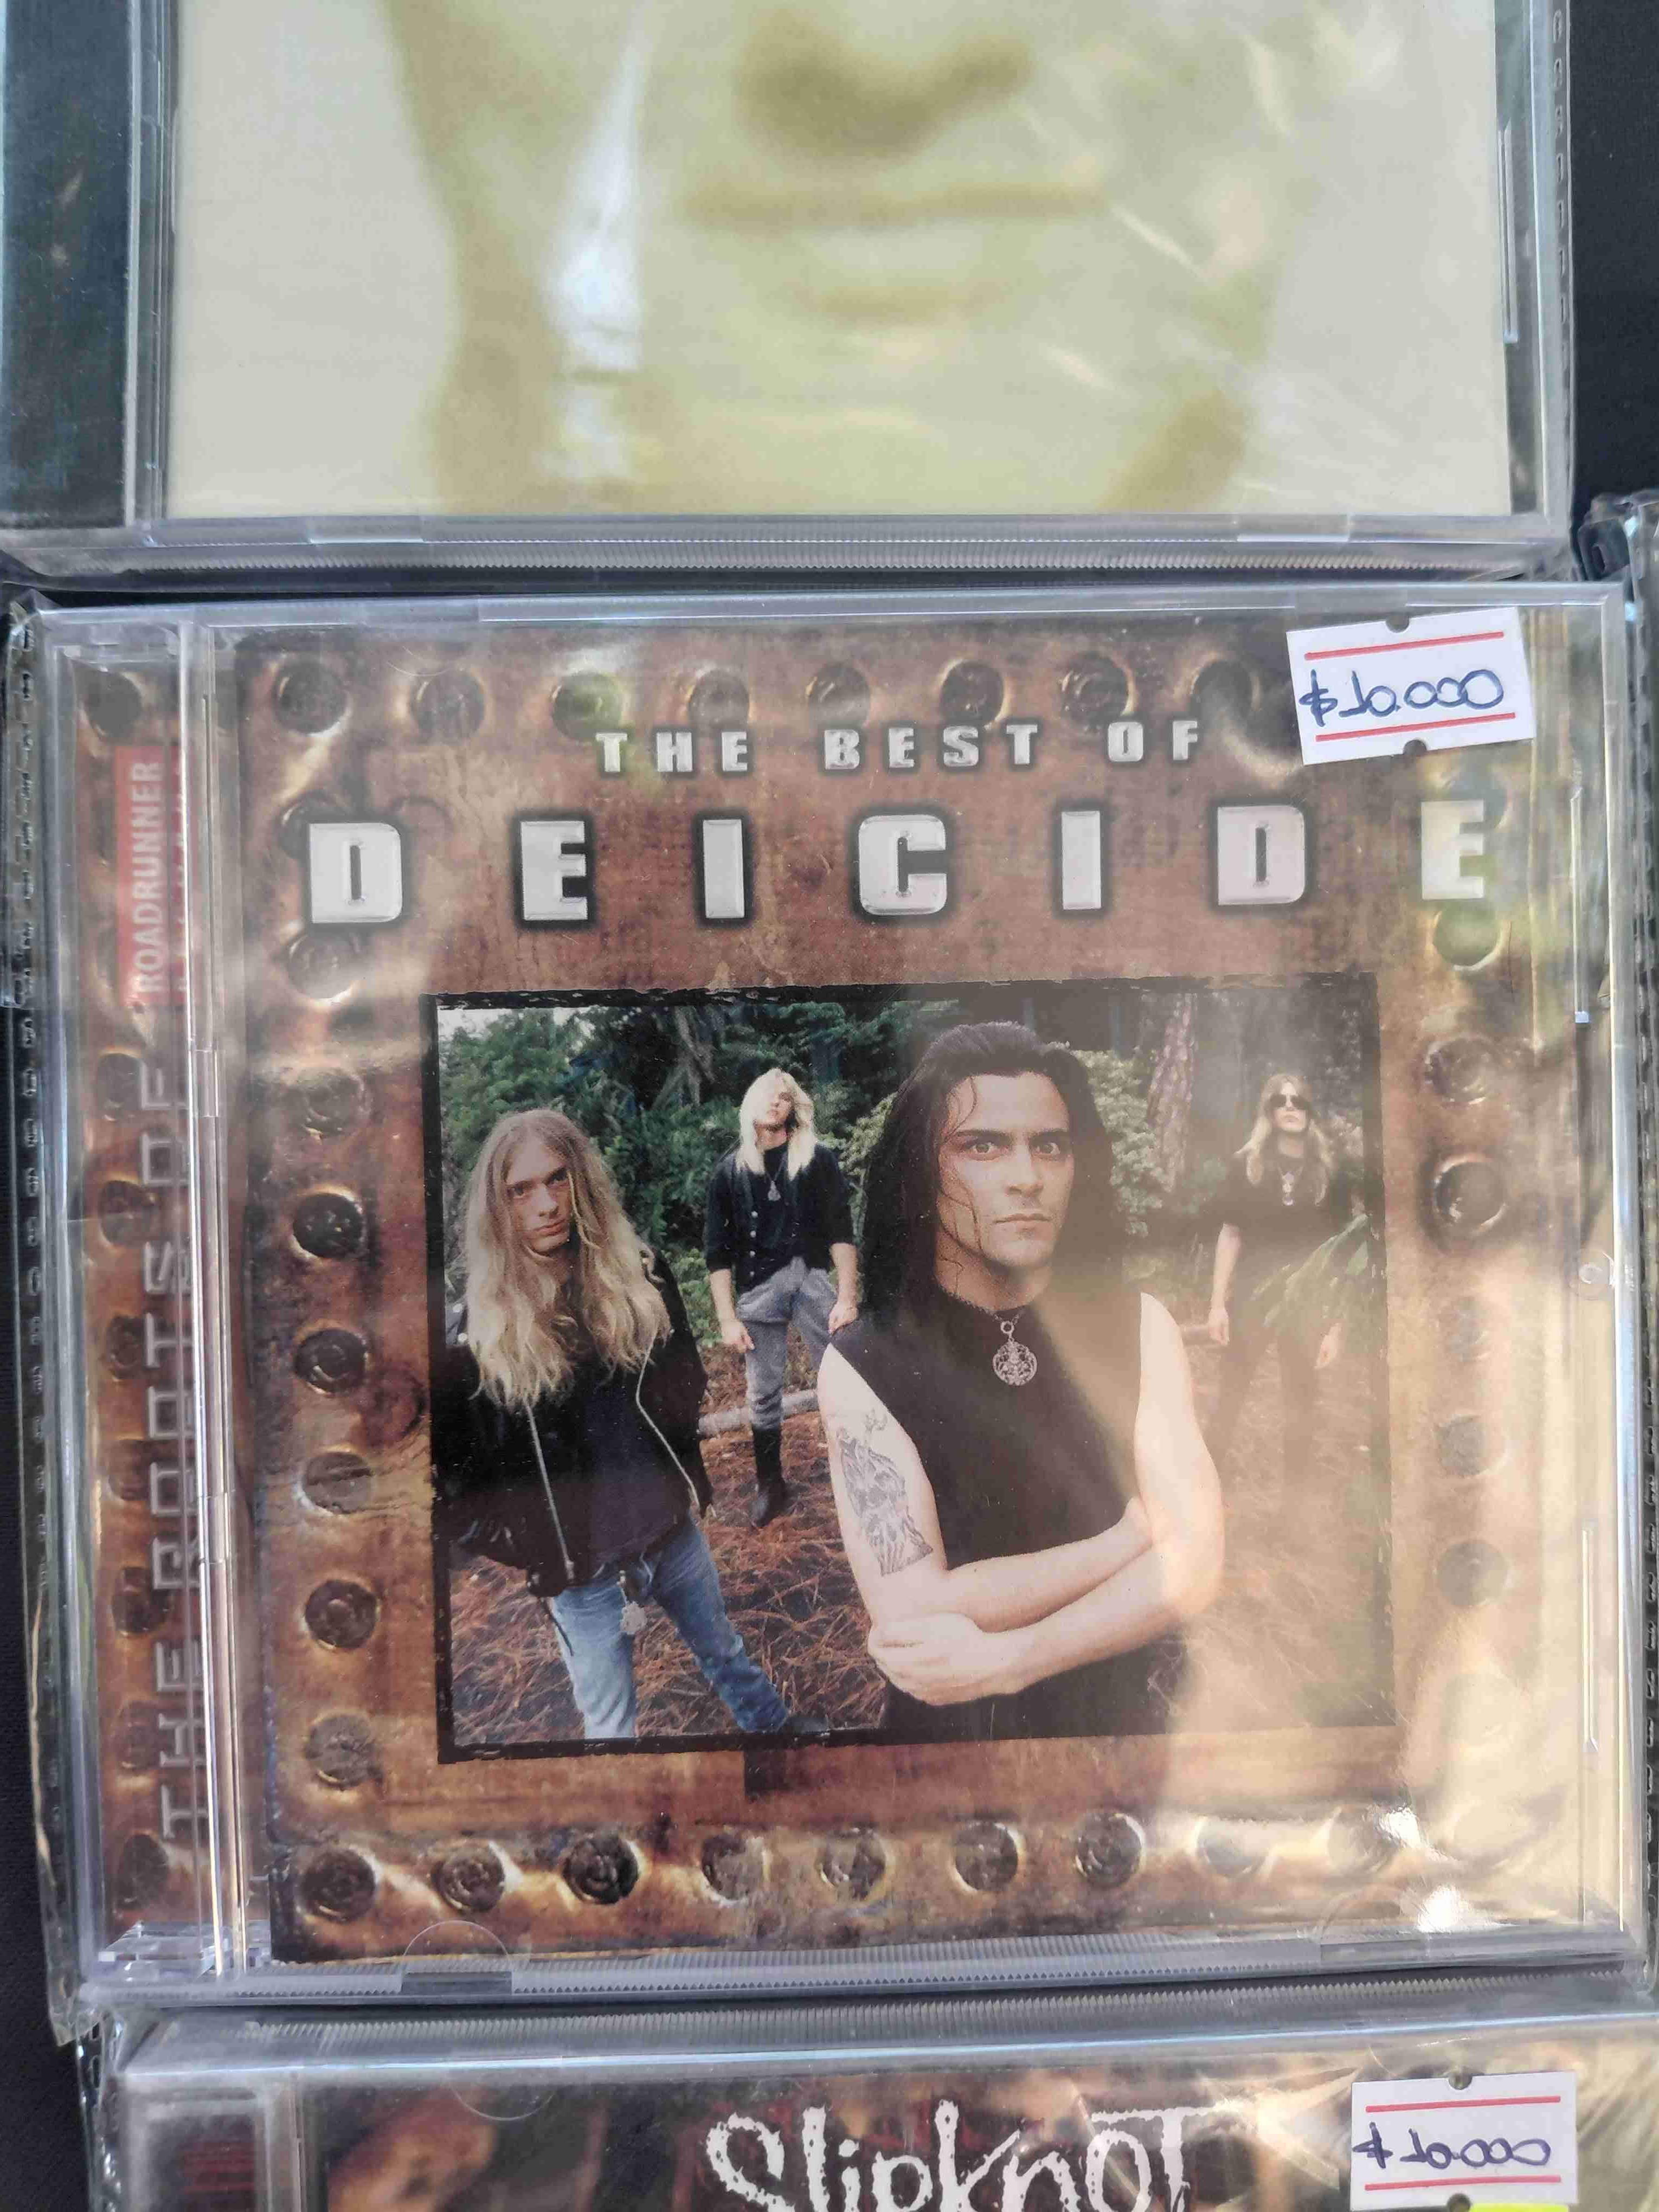 $10.000
THE BEST OF
DEICIDE
ROADRUNNER
THE ROOTS OF
SlipknoT
$10.000